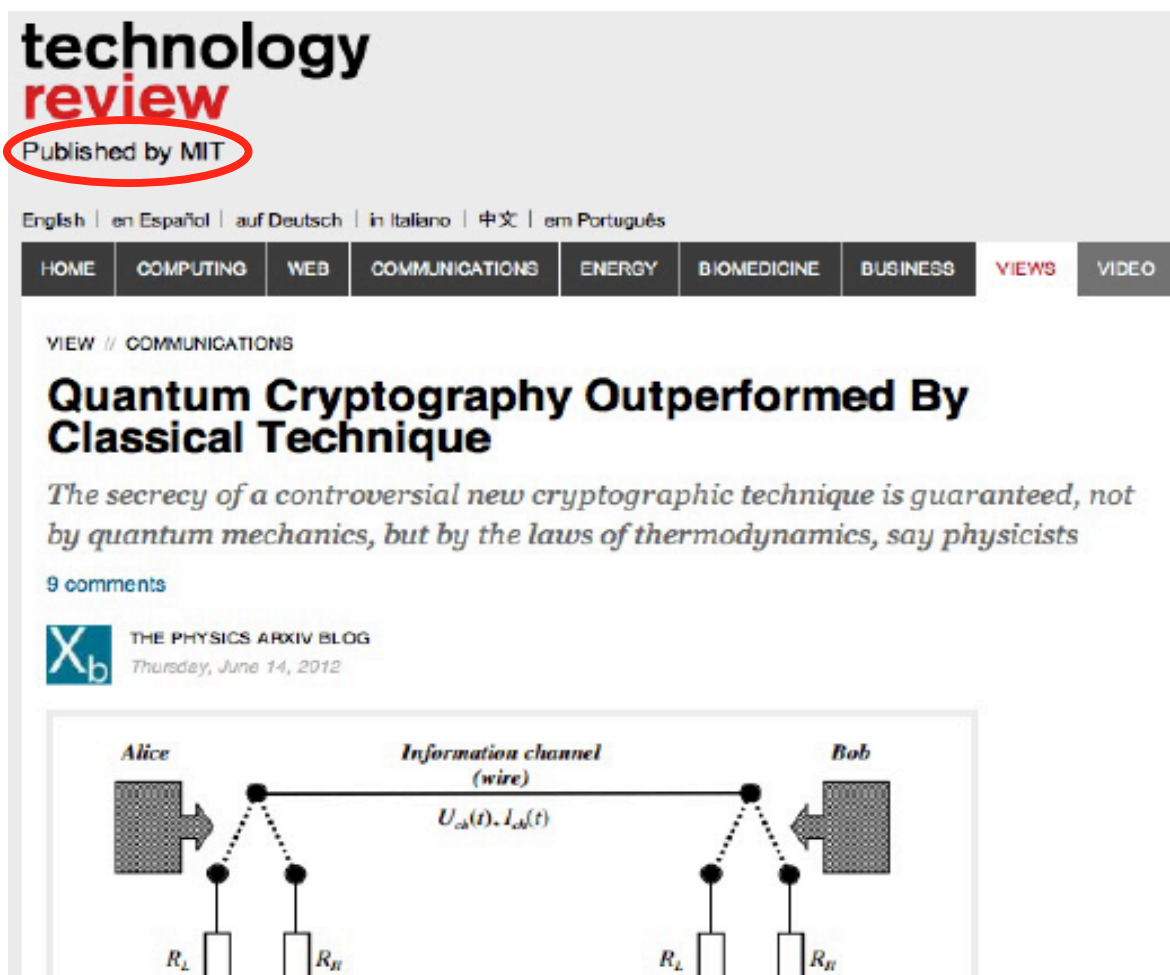 technology
review
Published by MIT
English | en Español | auf Deutsch | in Italiano | 中文 | em Português
HOME COMPUTING WEB COMMUNICATIONS ENERGY BIOMEDICINE BUSINESS VIEWS VIDEO
VIEW // COMMUNICATIONS
Quantum Cryptography Outperformed By
Classical Technique
The secrecy of a controversial new cryptographic technique is guaranteed, not
by quantum mechanics, but by the laws of thermodynamics, say physicists
9 comments
Xb THE PHYSICS ARXIV BLOG
Thursday, June 14, 2012
Alice Information channel Bob
(wire)
U_ch(t), I_ch(t)
R_L R_H R_L R_H